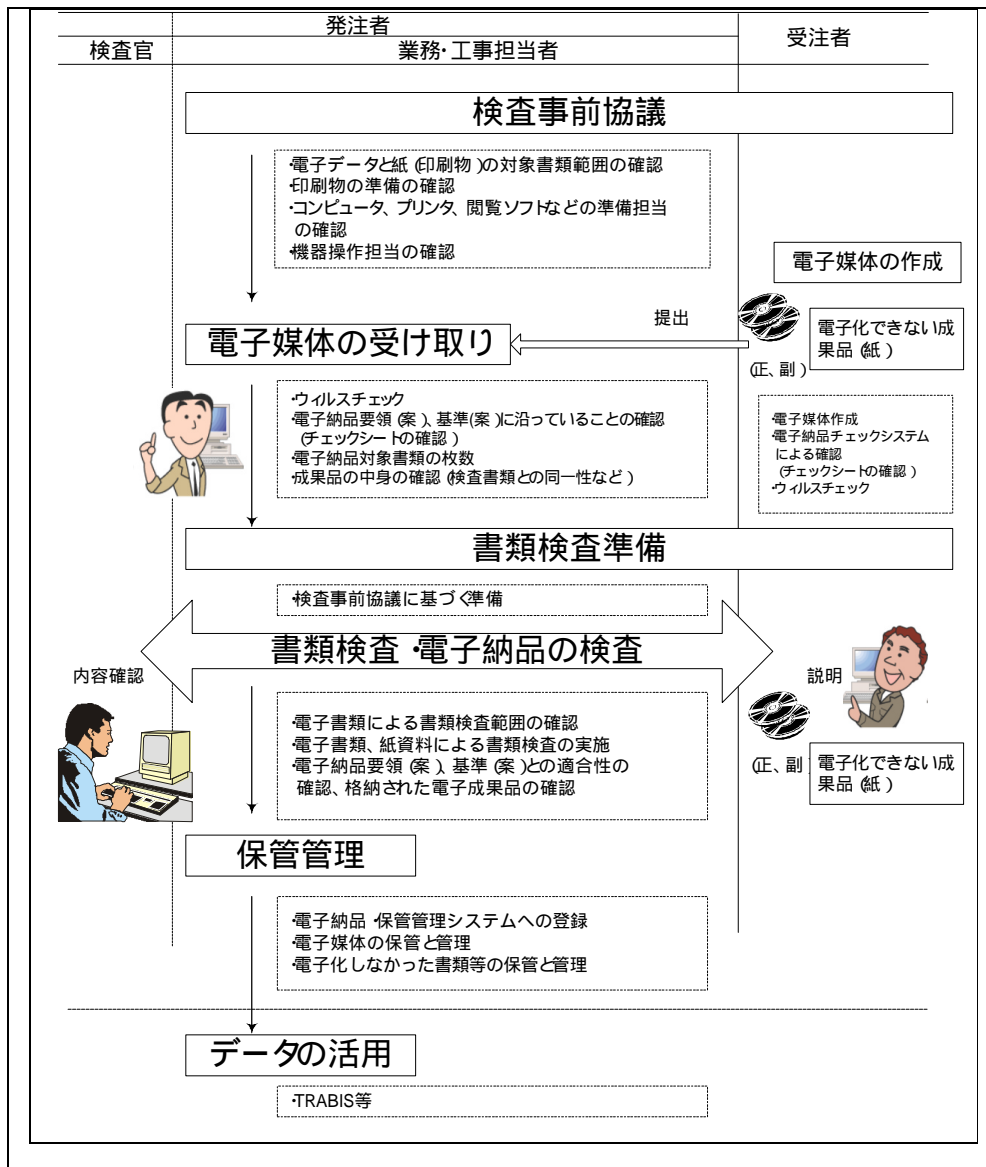 発注者
受注者
検査官
業務・工事担当者
検査事前協議
・電子データと紙(印刷物)の対象書類範囲の確認
・印刷物の準備の確認
・コンピュータ、プリンタ、閲覧ソフトなどの準備担当
の確認
・機器操作担当の確認
電子媒体の作成
提出
電子媒体の受け取り
電子化できない成
果品(紙)
(正、副)
・ウィルスチェック
・電子納品要領(案)、基準(案)に沿っていることの確認
(チェックシートの確認)
・電子納品対象書類の枚数
・成果品の中身の確認(検査書類との同一性など)
・電子媒体作成
・電子納品チェックシステム
による確認
(チェックシートの確認)
・ウィルスチェック
書類検査準備
・検査事前協議に基づく準備
書類検査・電子納品の検査
内容確認
説明
・電子書類による書類検査範囲の確認
・電子書類、紙資料による書類検査の実施
・電子納品要領(案)、基準(案)との適合性の
確認、格納された電子成果品の確認
(正、副)
電子化できない成
果品(紙)
保管管理
・電子納品・保管管理システムへの登録
・電子媒体の保管と管理
・電子化しなかった書類等の保管と管理
データの活用
・TRABIS等